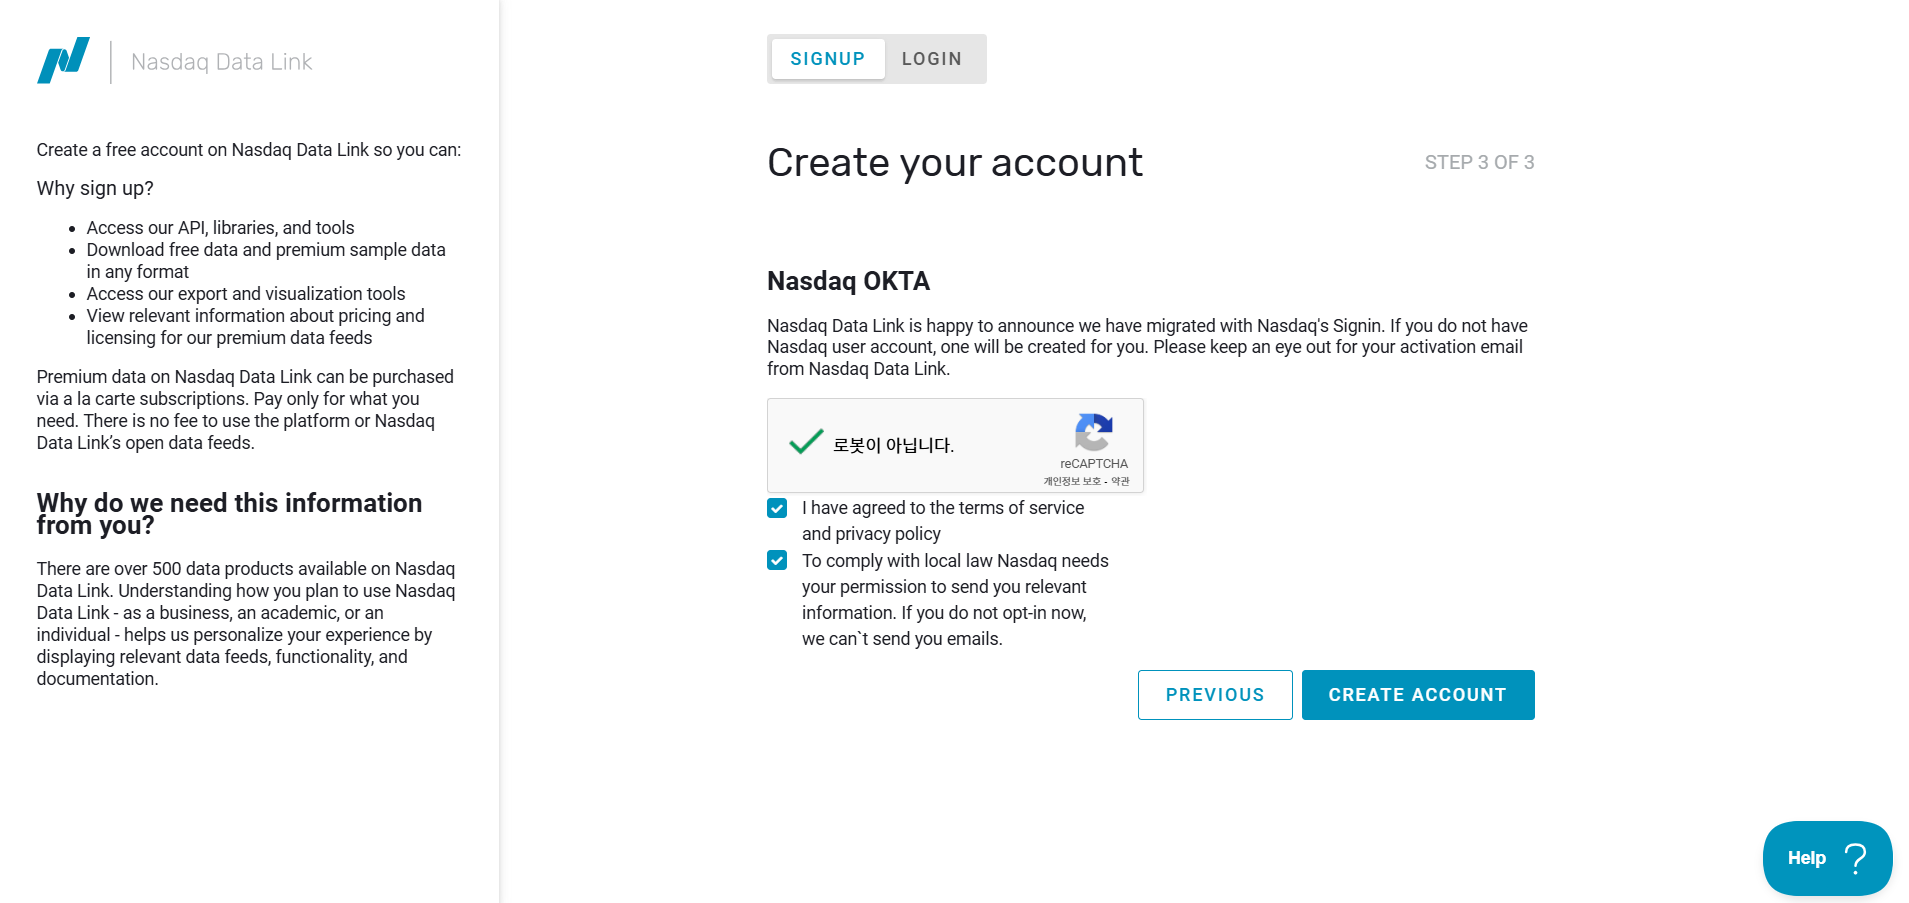 Nasdaq Data Link
Create a free account on Nasdaq Data Link so you can:
Why sign up?
• Access our API, libraries, and tools
• Download free data and premium sample data
in any format
• Access our export and visualization tools
• View relevant information about pricing and
licensing for our premium data feeds
Premium data on Nasdaq Data Link can be purchased
via a la carte subscriptions. Pay only for what you
need. There is no fee to use the platform or Nasdaq
Data Link’s open data feeds.
Why do we need this information
from you?
There are over 500 data products available on Nasdaq
Data Link. Understanding how you plan to use Nasdaq
Data Link - as a business, an academic, or an
individual - helps us personalize your experience by
displaying relevant data feeds, functionality, and
documentation.
SIGNUP LOGIN
Create your account STEP 3 OF 3
Nasdaq OKTA
Nasdaq Data Link is happy to announce we have migrated with Nasdaq's Signin. If you do not have
Nasdaq user account, one will be created for you. Please keep an eye out for your activation email
from Nasdaq Data Link.
로봇이 아닙니다.
reCAPTCHA
개인정보 보호 - 약관
I have agreed to the terms of service
and privacy policy
To comply with local law Nasdaq needs
your permission to send you relevant
information. If you do not opt-in now,
we can`t send you emails.
PREVIOUS CREATE ACCOUNT
Help ?